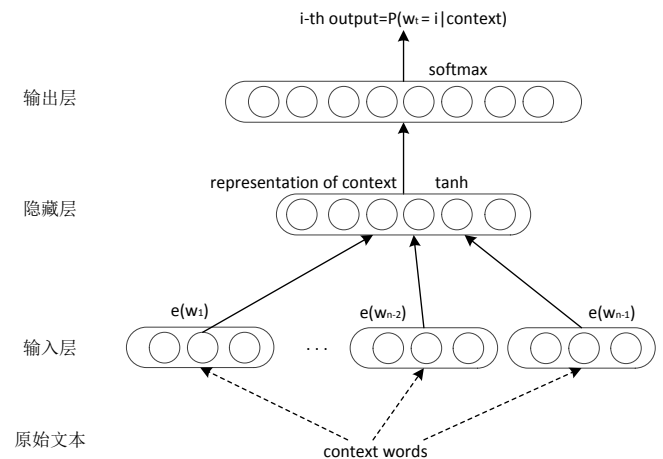 i-th output=P(wt = i|context)
softmax
输出层
representation of context
tanh
隐藏层
e(w1)
e(wn-2)
e(wn-1)
输入层
...
原始文本
context words